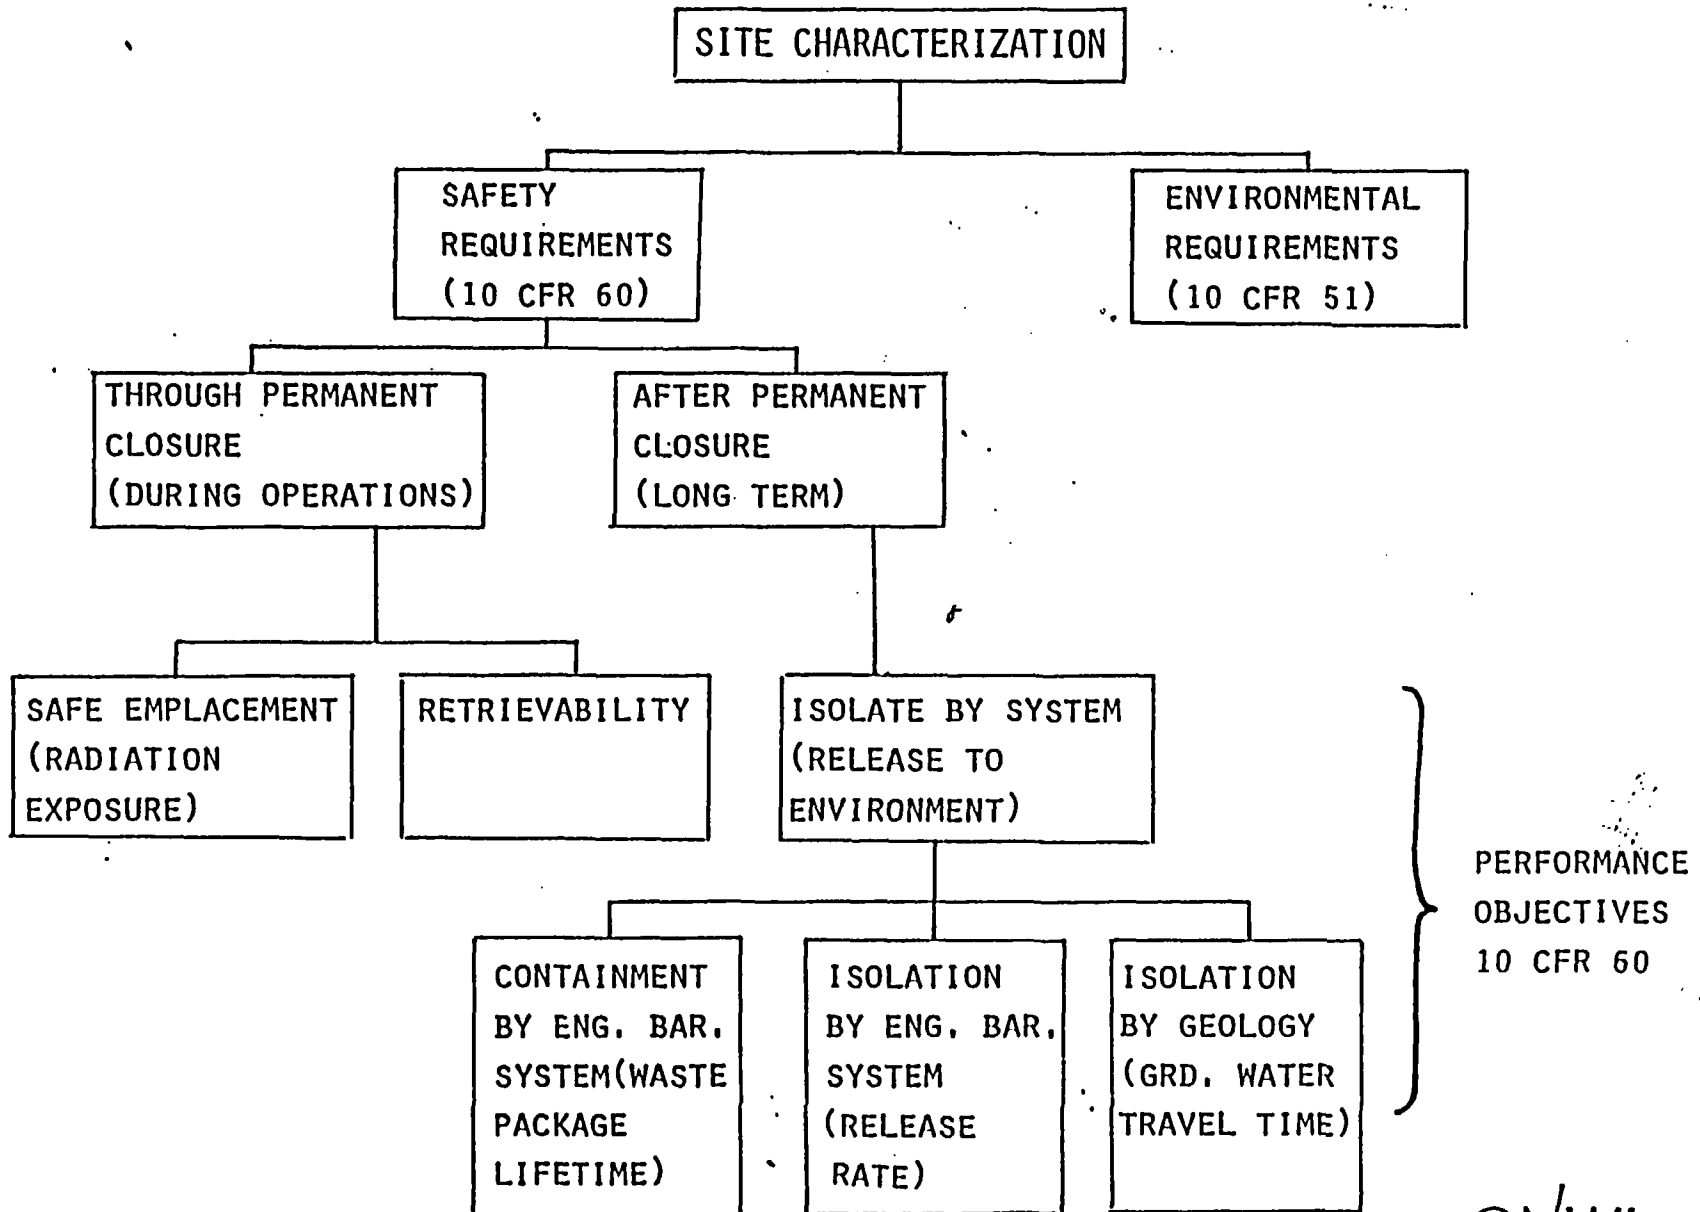 SITE CHARACTERIZATION
SAFETY
REQUIREMENTS
(10 CFR 60)
ENVIRONMENTAL
REQUIREMENTS
(10 CFR 51)
THROUGH PERMANENT
CLOSURE
(DURING OPERATIONS)
AFTER PERMANENT
CLOSURE
(LONG TERM)
SAFE EMPLACEMENT
(RADIATION
EXPOSURE)
RETRIEVABILITY
ISOLATE BY SYSTEM
(RELEASE TO
ENVIRONMENT)
CONTAINMENT
BY ENG. BAR.
SYSTEM(WASTE
PACKAGE
LIFETIME)
ISOLATION
BY ENG. BAR.
SYSTEM
(RELEASE
RATE)
ISOLATION
BY GEOLOGY
(GRD. WATER
TRAVEL TIME)
PERFORMANCE
OBJECTIVES
10 CFR 60